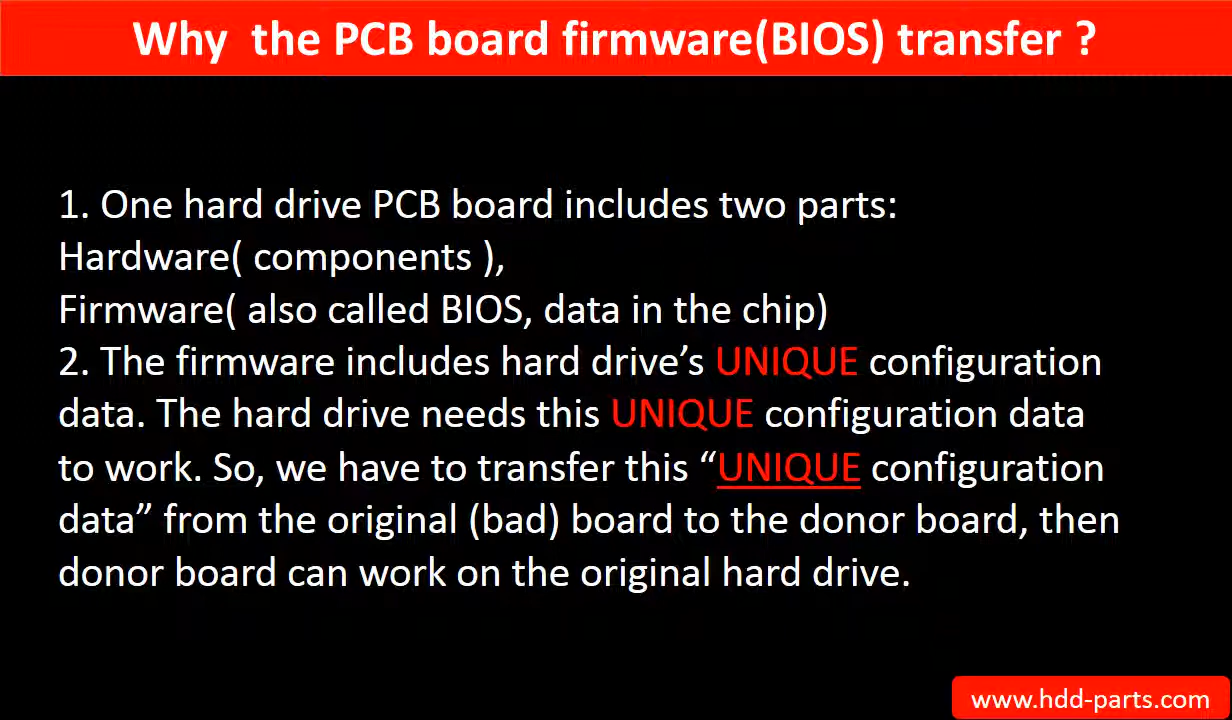 Why  the PCB board firmware(BIOS) transfer ?
1. One hard drive PCB board includes two parts:
Hardware( components ),
Firmware( also called BIOS, data in the chip)
2. The firmware includes hard drive’s UNIQUE configuration
data. The hard drive needs this UNIQUE configuration data
to work. So, we have to transfer this “UNIQUE configuration
data” from the original (bad) board to the donor board, then
donor board can work on the original hard drive.
www.hdd-parts.com